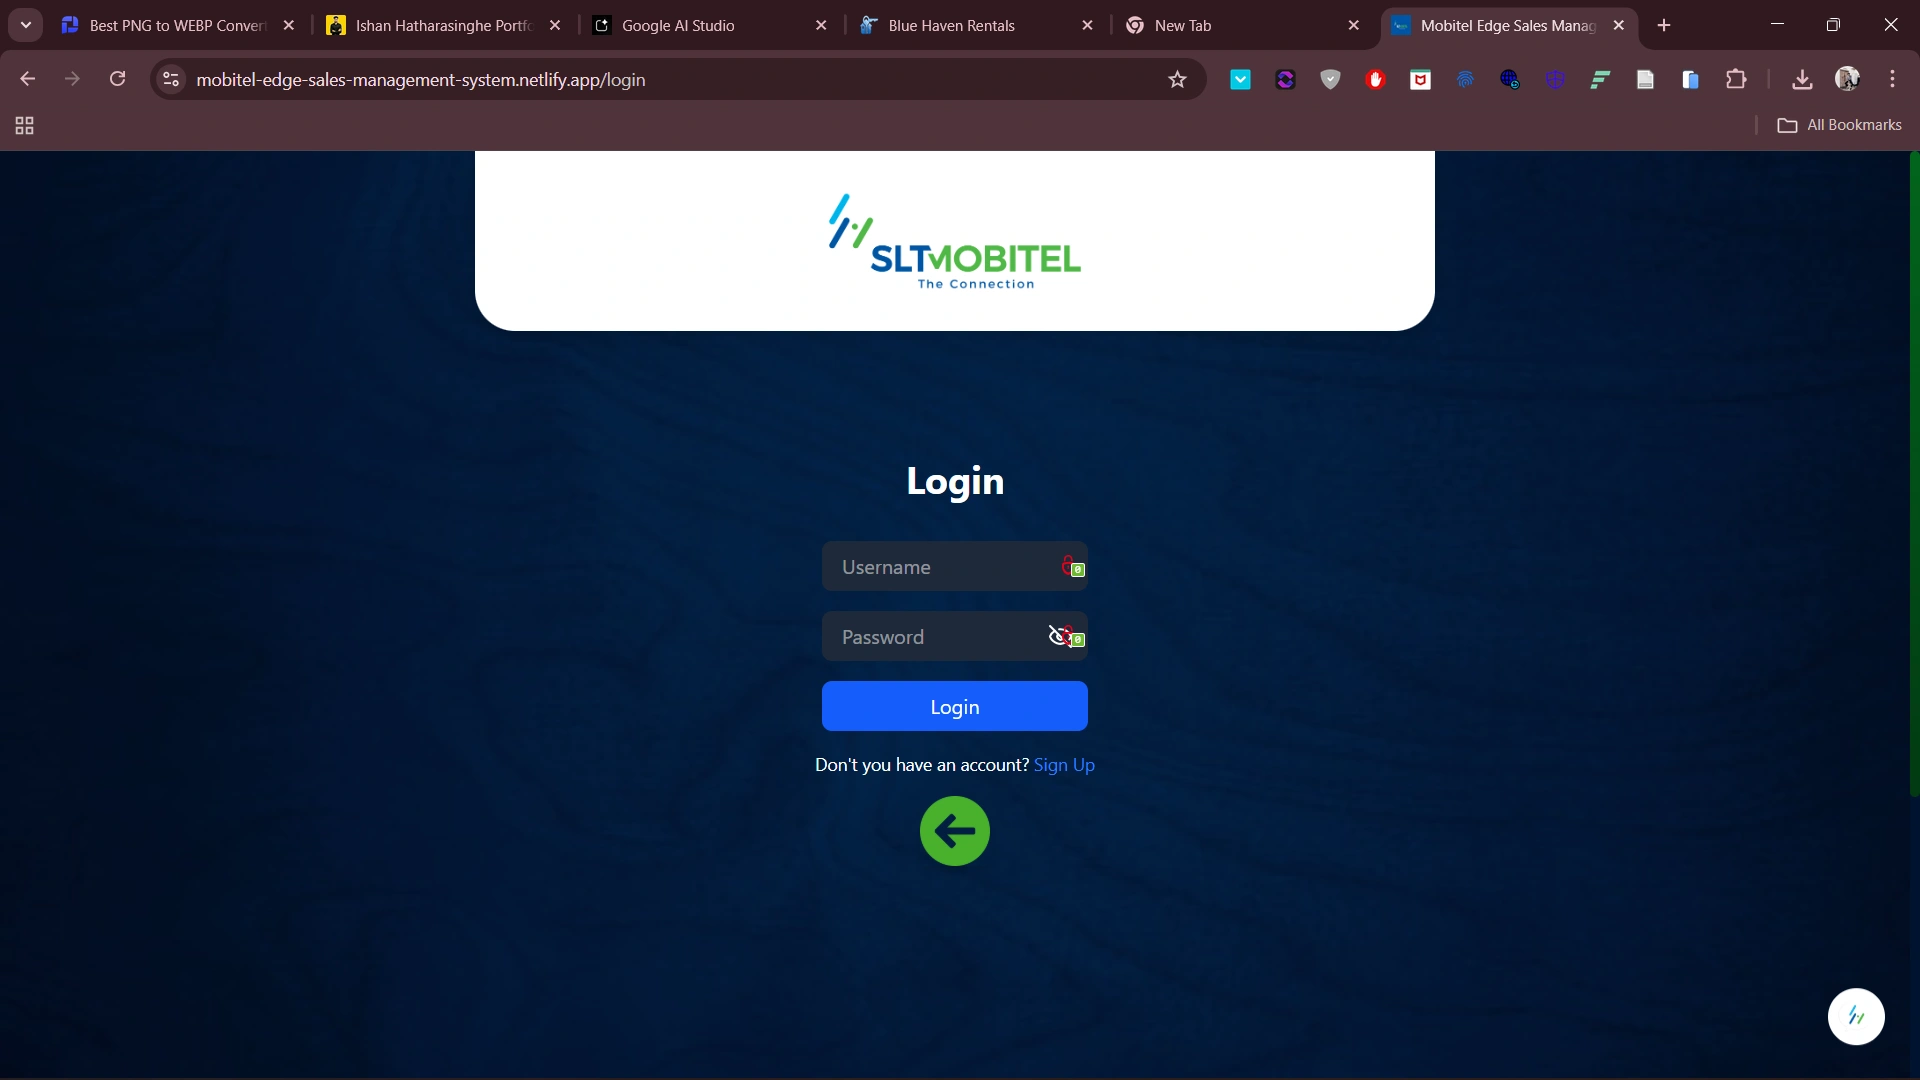 Best PNG to WEBP Convert
Ishan Hatharasinghe Portfo
Google AI Studio
Blue Haven Rentals
New Tab
Mobitel Edge Sales Manag
mobitel-edge-sales-management-system.netlify.app/login
All Bookmarks
SLTMOBITEL
The Connection
Login
Username
0
Password
0
Login
Don't you have an account? Sign Up